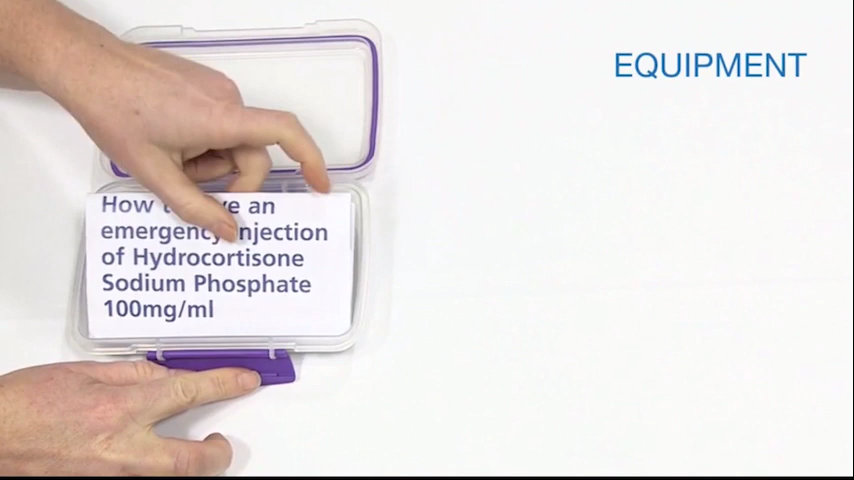 EQUIPMENT
How an
emergency injection
of Hydrocortisone
Sodium Phosphate
100mg/ml